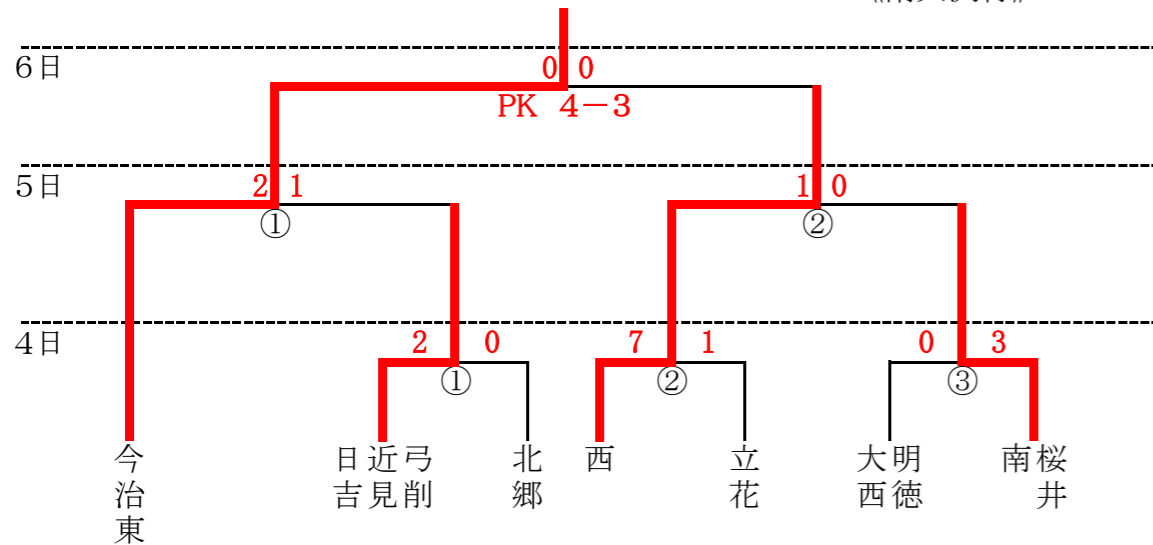 6日
0 0
PK 4-3
5日
2 1
1 0
①
②
4日
2 0
7 1
0 3
①
②
③
今治東
日吉
近見
弓削
北郷
西
立花
大西
明徳
南
桜井